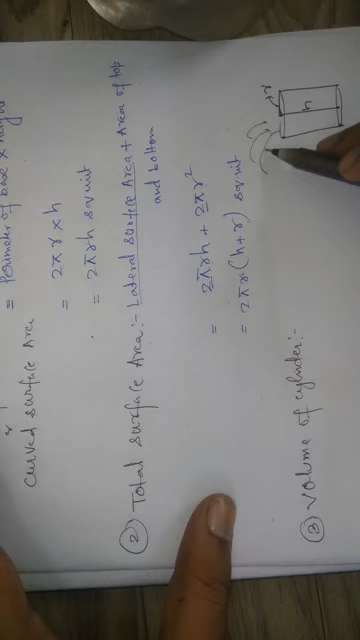 = Perimeter of base x height
Curved surface Area
= 2πr x h
= 2πrh sq unit
② Total surface Area:- Lateral surface Area + Area of top
and bottom
= 2πrh + 2πr²
= 2πr (h+r) sq unit
③ Volume of cylinder:-
r
h